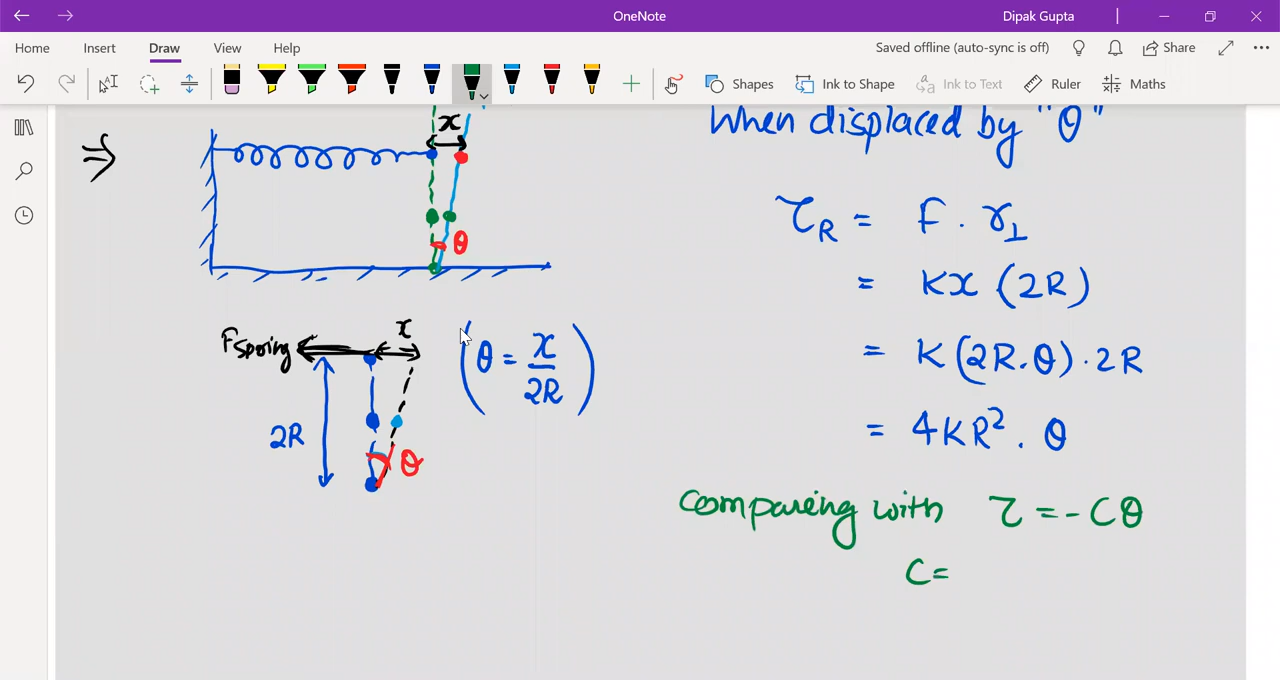 OneNote
Dipak Gupta
Home Insert Draw View Help
Saved offline (auto-sync is off)
Share
Shapes
Ink to Shape
Ink to Text
Ruler
Maths
⇒
x
θ
When displaced by "θ"
τ_R = F · r⊥
= Kx (2R)
= K (2R.θ) · 2R
= 4KR² · θ
Fspring
x
2R
θ
(θ = x/2R)
Comparing with τ = - Cθ
C =